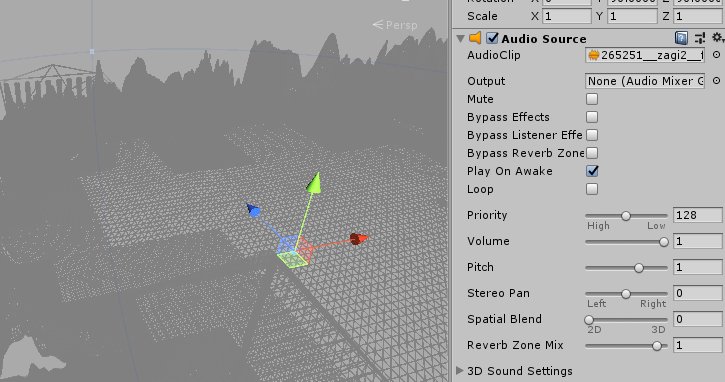 Persp
Scale X 1 Y 1 Z 1
Audio Source
AudioClip 265251__zagi2__
Output None (Audio Mixer G
Mute
Bypass Effects
Bypass Listener Effe
Bypass Reverb Zone
Play On Awake
Loop
Priority 128
High Low
Volume 1
Pitch 1
Stereo Pan 0
Left Right
Spatial Blend 0
2D 3D
Reverb Zone Mix 1
3D Sound Settings